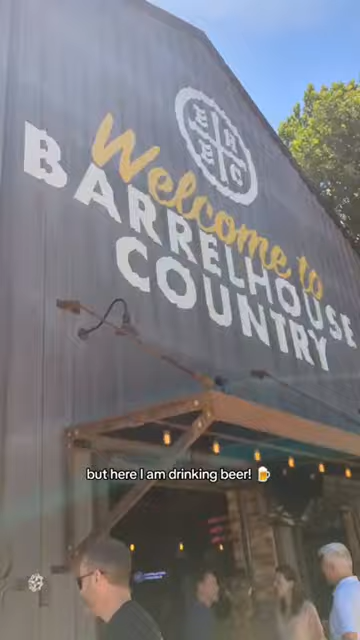 B H
B C
Welcome to
BARRELHOUSE
COUNTRY
but here I am drinking beer! 🍺